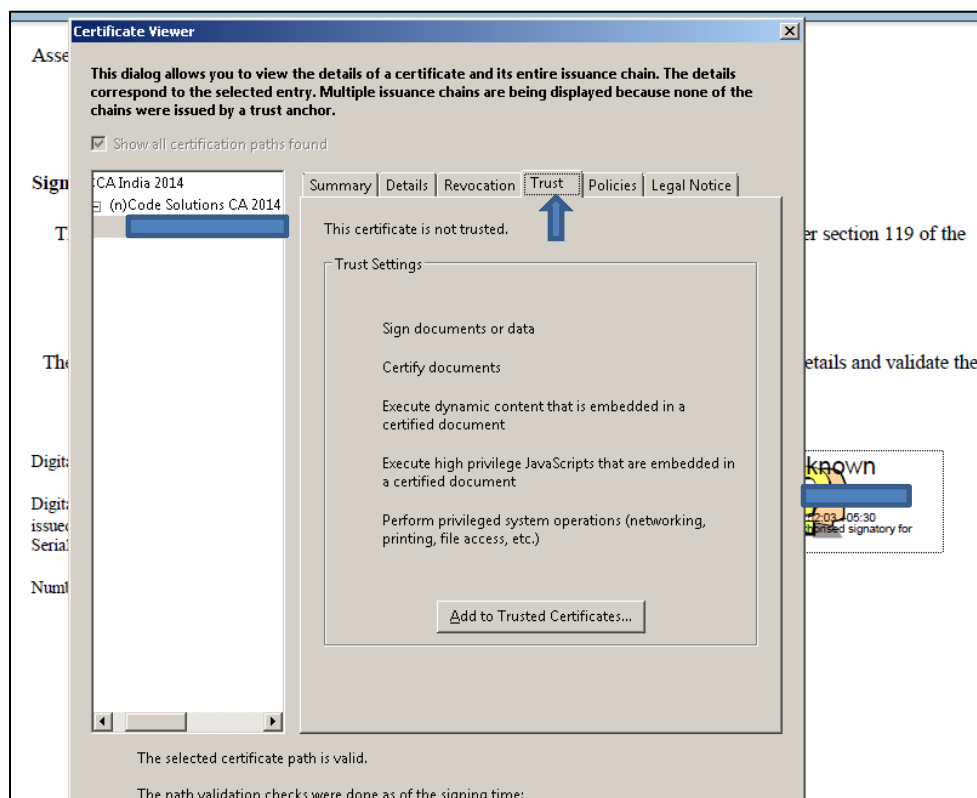 Certificate Viewer
Asse
This dialog allows you to view the details of a certificate and its entire issuance chain. The details
correspond to the selected entry. Multiple issuance chains are being displayed because none of the
chains were issued by a trust anchor.
Show all certification paths found
Sign
CA India 2014
(n)Code Solutions CA 2014
Summary
Details
Revocation
Trust
Policies
Legal Notice
T
er section 119 of the
This certificate is not trusted.
Trust Settings
Sign documents or data
The
etails and validate the
Certify documents
Execute dynamic content that is embedded in a
certified document
Digita
known
Execute high privilege JavaScripts that are embedded in
a certified document
Digita
issued
Serial
Perform privileged system operations (networking,
printing, file access, etc.)
:03 +05:30
signatory for
Numb
Add to Trusted Certificates...
The selected certificate path is valid.
The path validation checks were done as of the signing time: